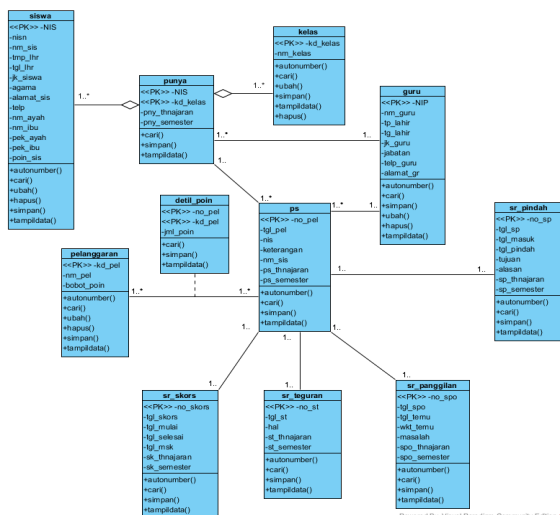 siswa
<<PK>> -NIS
-nisn
-nm_sis
-tmp_lhr
-tgl_lhr
-jk_siswa
-agama
-alamat_sis
-telp
-nm_ayah
-nm_ibu
-pek_ayah
-pek_ibu
-poin_sis
+autonumber()
+cari()
+ubah()
+hapus()
+simpan()
+tampildata()
1..*
punya
<<PK>> -NIS
<<PK>> -kd_kelas
-pny_thnajaran
-pny_semester
+cari()
+simpan()
+tampildata()
1..*
1..*
1..
kelas
<<PK>> -kd_kelas
-nm_kelas
+autonumber()
+cari()
+ubah()
+simpan()
+tampildata()
+hapus()
guru
<<PK>> -NIP
-nm_guru
-tp_lahir
-tg_lahir
-jk_guru
-jabatan
-telp_guru
-alamat_gr
+autonumber()
+cari()
+simpan()
+ubah()
+hapus()
+tampildata()
1..
1..
detil_poin
<<PK>> -no_pel
<<PK>> -kd_pel
-jml_poin
+cari()
+simpan()
+tampildata()
ps
<<PK>> -no_pel
-tgl_pel
-nis
-keterangan
-nm_sis
-ps_thnajaran
-ps_semester
+autonumber()
+cari()
+simpan()
+tampildata()
1..*
1..*
1..*
1..
1..
1..
1..
sr_pindah
<<PK>> -no_sp
-tgl_sp
-tgl_masuk
-tgl_pindah
-tujuan
-alasan
-sp_thnajaran
-sp_semester
+autonumber()
+cari()
+simpan()
+tampildata()
1..
pelanggaran
<<PK>> -kd_pel
-nm_pel
-bobot_poin
+autonumber()
+cari()
+ubah()
+hapus()
+simpan()
+tampildata()
1..*
sr_skors
<<PK>> -no_skors
-tgl_skors
-tgl_mulai
-tgl_selesai
-tgl_msk
-sk_thnajaran
-sk_semester
+autonumber()
+cari()
+simpan()
+tampildata()
1..
sr_teguran
<<PK>> -no_st
-tgl_st
-hal
-st_thnajaran
-st_semester
+autonumber()
+cari()
+simpan()
+tampildata()
1..
sr_panggilan
<<PK>> -no_spo
-tgl_spo
-tgl_temu
-wkt_temu
-masalah
-spo_thnajaran
-spo_semester
+autonumber()
+cari()
+simpan()
+tampildata()
1..